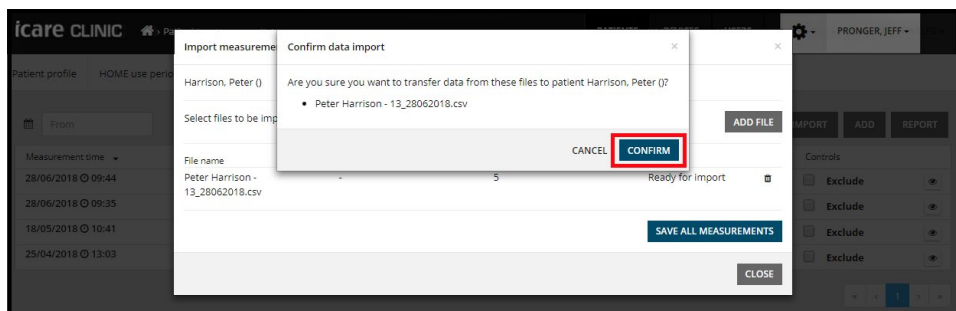 icare CLINIC
PRONGER, JEFF
Patient profile HOME use perio
From
IMPORT ADD REPORT
Measurement time Controls
28/06/2018 09:44 Exclude
28/06/2018 09:35 Exclude
18/05/2018 10:41 Exclude
25/04/2018 13:03 Exclude
« < 1 > »
Import measureme ×
Harrison, Peter ()
Select files to be imp ADD FILE
File name
Peter Harrison - - 5 Ready for import
13_28062018.csv
SAVE ALL MEASUREMENTS
CLOSE
Confirm data import ×
Are you sure you want to transfer data from these files to patient Harrison, Peter ()?
• Peter Harrison - 13_28062018.csv
CANCEL CONFIRM